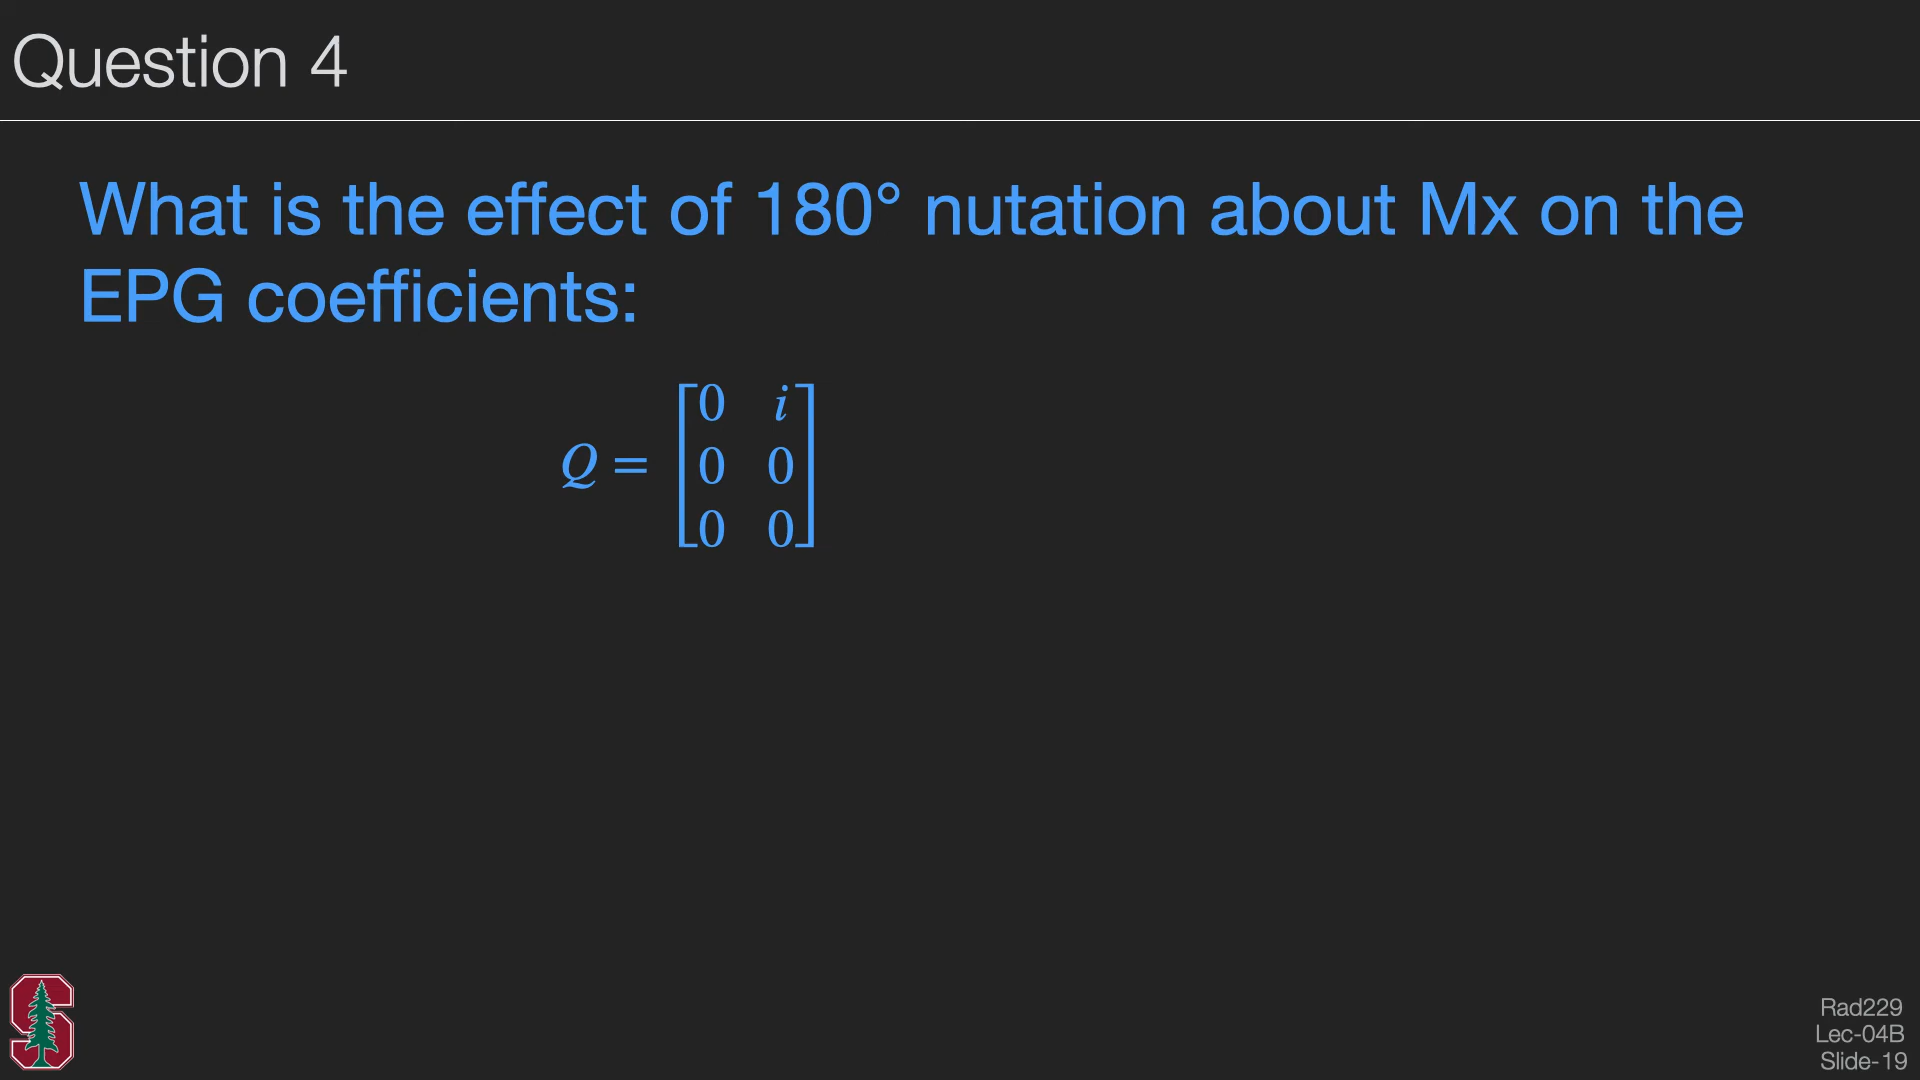 Question 4
What is the effect of 180° nutation about Mx on the
EPG coefficients:
Q = [0 i
0 0
0 0]
Rad229
Lec-04B
Slide-19